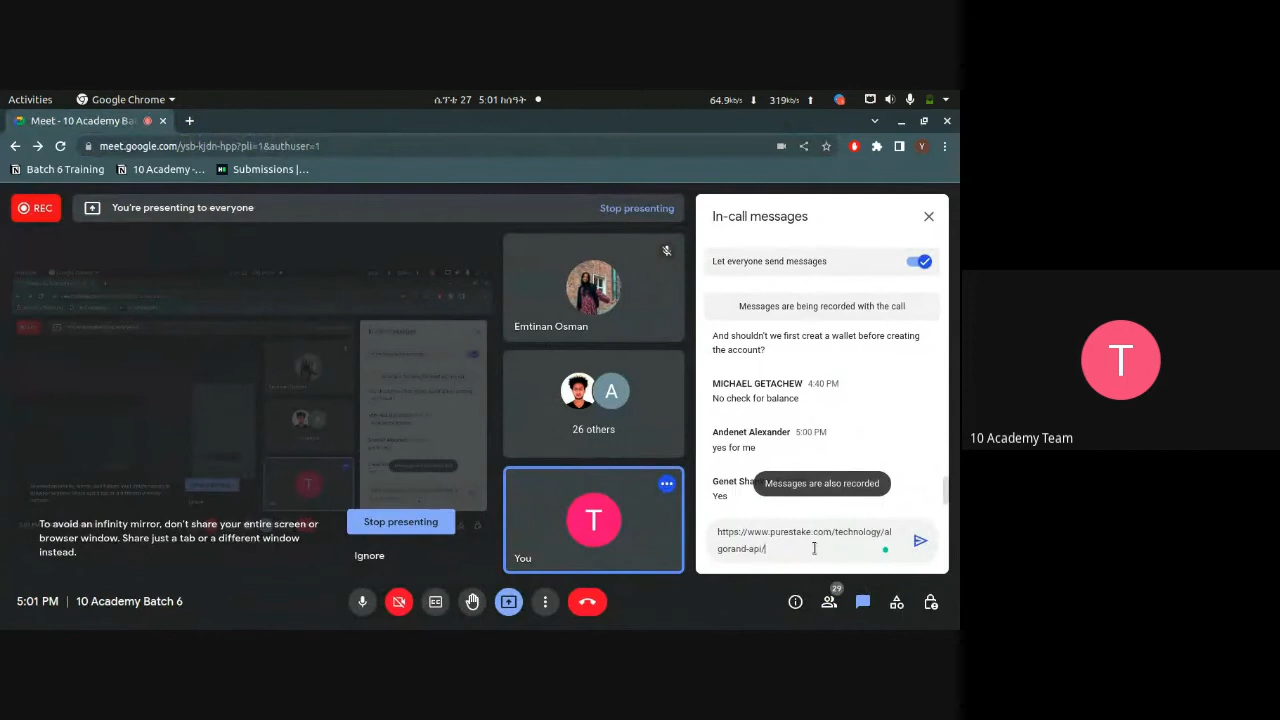 Activities
Google Chrome
ሴፕቴ 27 5:01 ከሰዓት
64.9kb/s
319kb/s
Meet - 10 Academy Ba
meet.google.com/ysb-kjdn-hpp?pli=1&authuser=1
Y
Batch 6 Training
10 Academy -...
Submissions |...
REC
You're presenting to everyone
Stop presenting
In-call messages
Let everyone send messages
Messages are being recorded with the call
And shouldn't we first creat a wallet before creating
the account?
MICHAEL GETACHEW 4:40 PM
No check for balance
Andenet Alexander 5:00 PM
yes for me
Genet
Yes
Messages are also recorded
https://www.purestake.com/technology/al
gorand-api/
Emtinan Osman
A
26 others
T
You
To avoid an infinity mirror, don't share your entire screen or
browser window. Share just a tab or a different window
instead.
Stop presenting
Ignore
5:01 PM | 10 Academy Batch 6
29
T
10 Academy Team